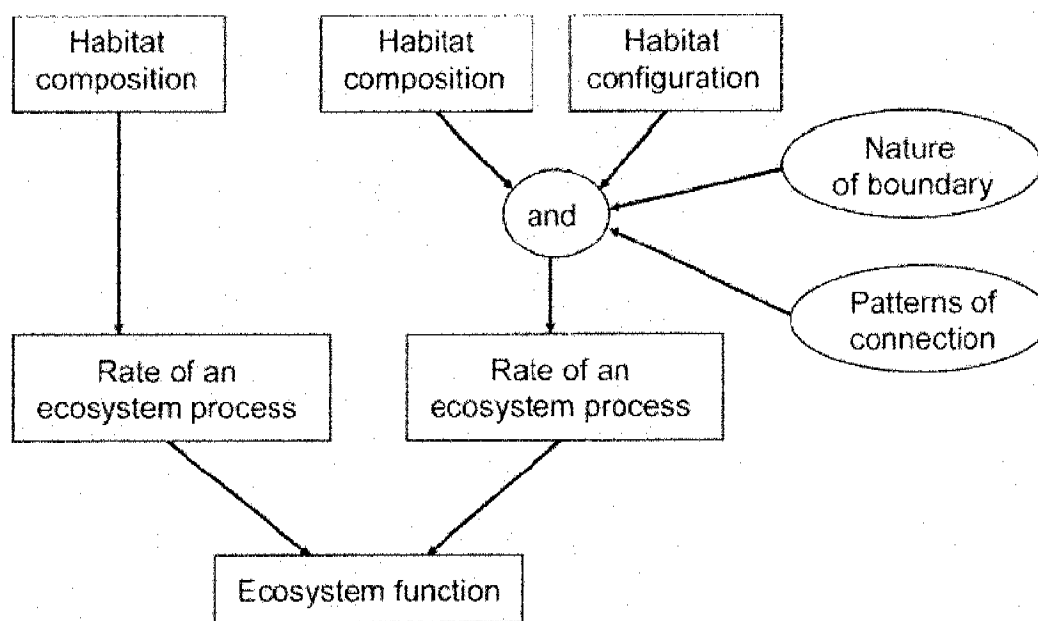 Habitat
composition
Habitat
composition
Habitat
configuration
Nature
of boundary
and
Patterns of
connection
Rate of an
ecosystem process
Rate of an
ecosystem process
Ecosystem function